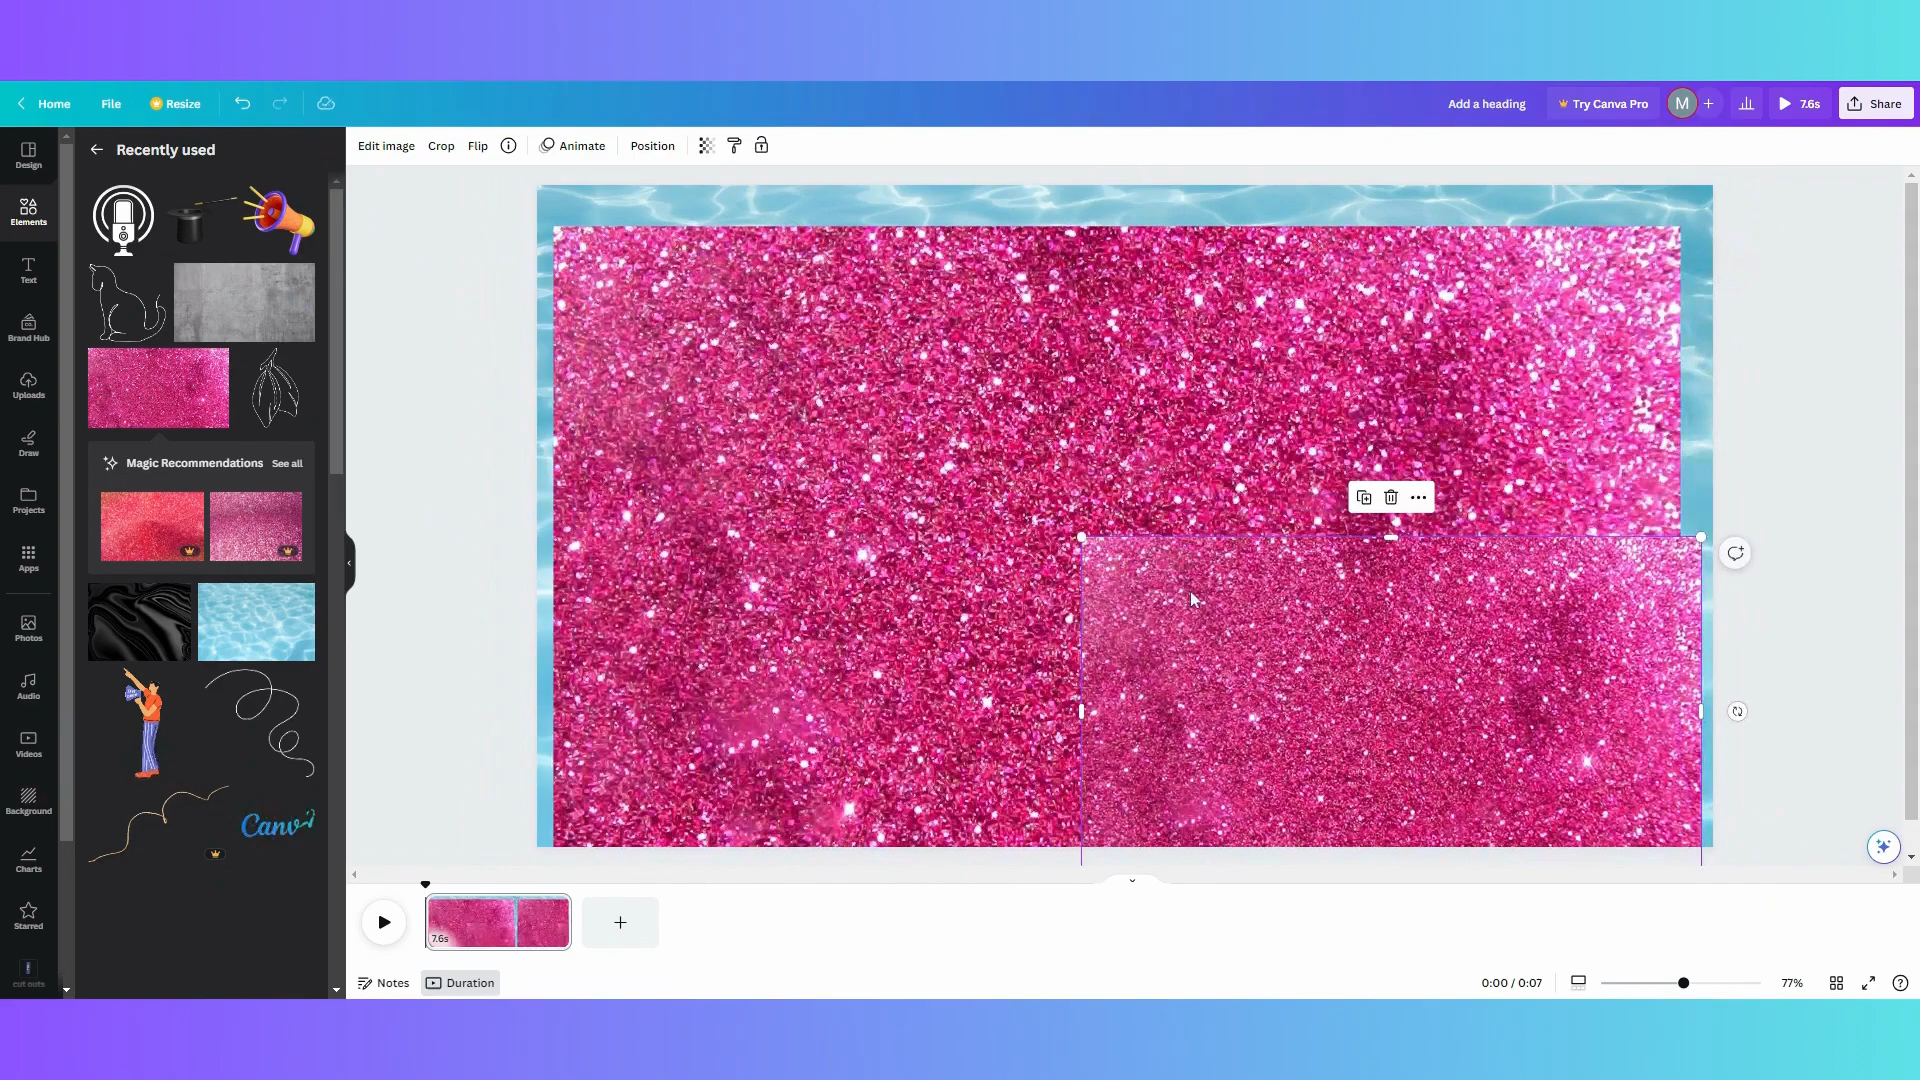 Home File Resize
Add a heading Try Canva Pro M + 7.6s Share
Design
Elements
Text
Brand Hub
Uploads
Draw
Projects
Apps
Photos
Audio
Videos
Background
Charts
Starred
cut outs
Recently used
Magic Recommendations See all
Canva
Edit image Crop Flip Animate Position
7.6s
Notes Duration
0:00 / 0:07 77%